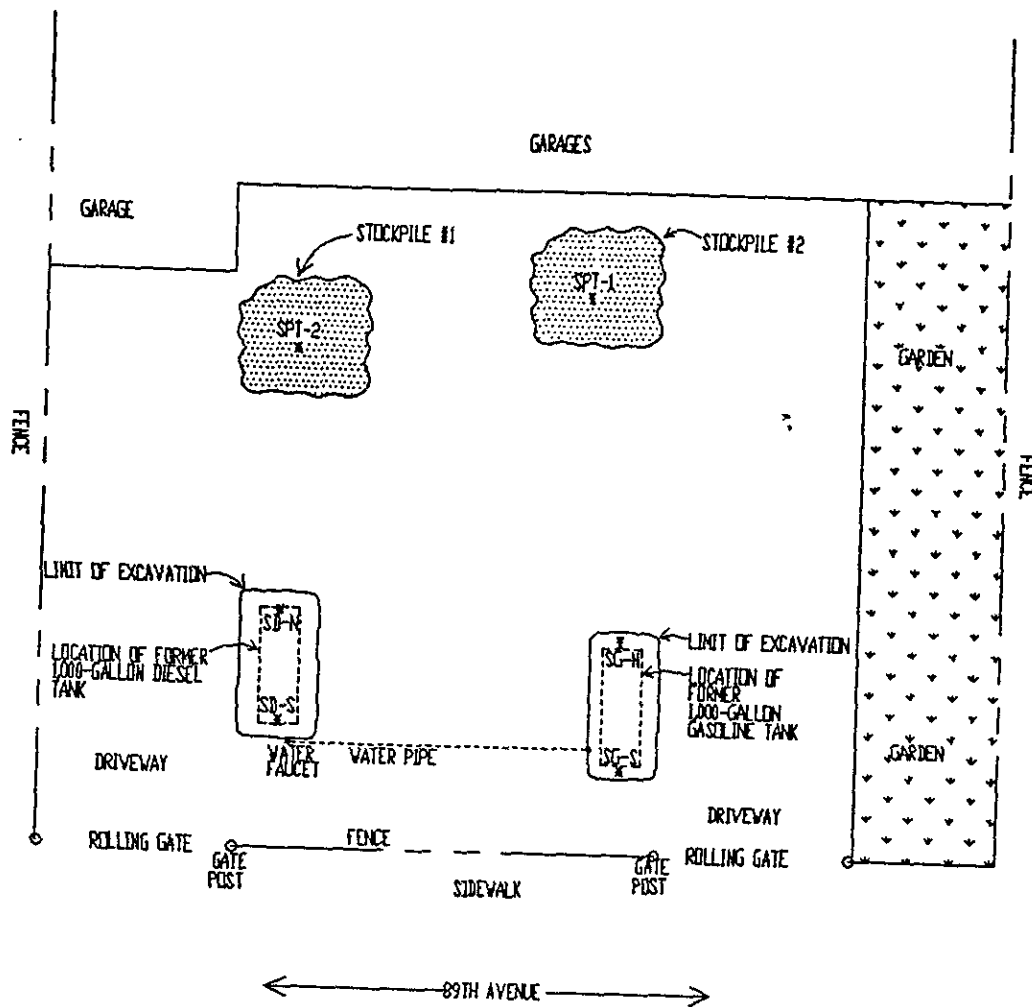 GARAGES
GARAGE
STOCKPILE #1
STOCKPILE #2
SPT-1
SPT-2
GARDEN
FENCE
FENCE
LIMIT OF EXCAVATION
SD-N
LOCATION OF FORMER
1,000-GALLON DIESEL
TANK
SD-S
LIMIT OF EXCAVATION
SG-N
LOCATION OF
FORMER
1,000-GALLON
GASOLINE TANK
SG-S
WATER
FAUCET
WATER PIPE
DRIVEWAY
GARDEN
DRIVEWAY
ROLLING GATE
GATE
POST
FENCE
GATE
POST
ROLLING GATE
SIDEWALK
89TH AVENUE